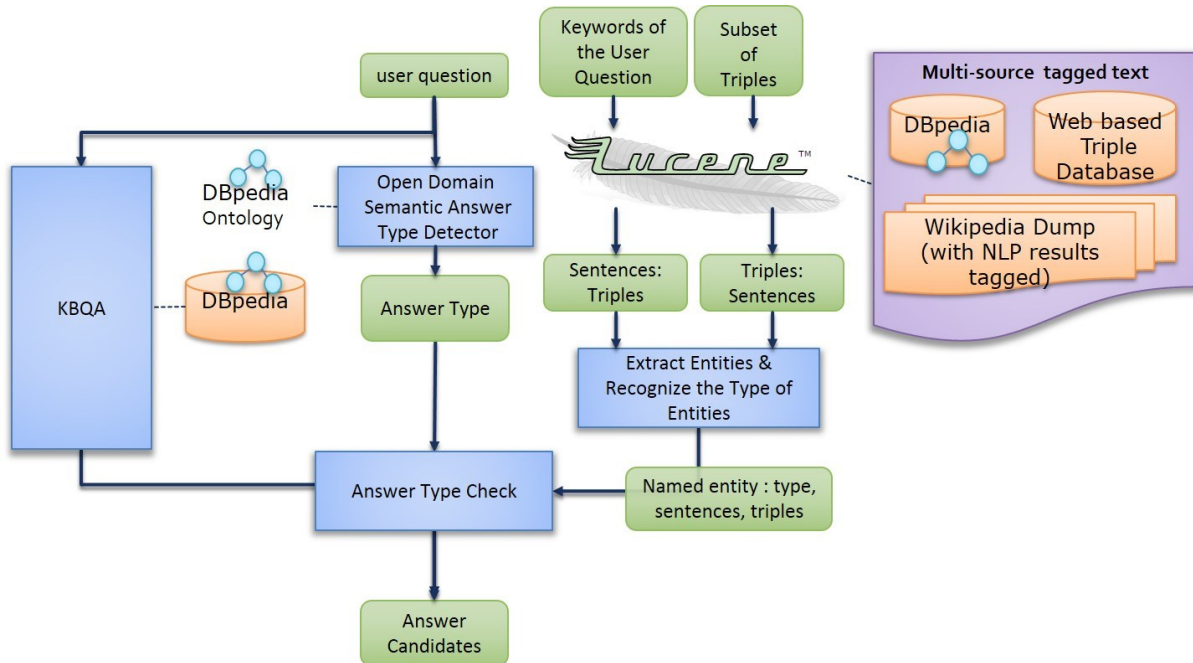 user question
Keywords of
the User
Question
Subset
of
Triples
Multi-source tagged text
DBpedia
Web based
Triple
Database
Wikipedia Dump
(with NLP results
tagged)
Lucene™
DBpedia
Ontology
Open Domain
Semantic Answer
Type Detector
KBQA
DBpedia
Answer Type
Sentences:
Triples
Triples:
Sentences
Extract Entities &
Recognize the Type of
Entities
Answer Type Check
Named entity : type,
sentences, triples
Answer
Candidates